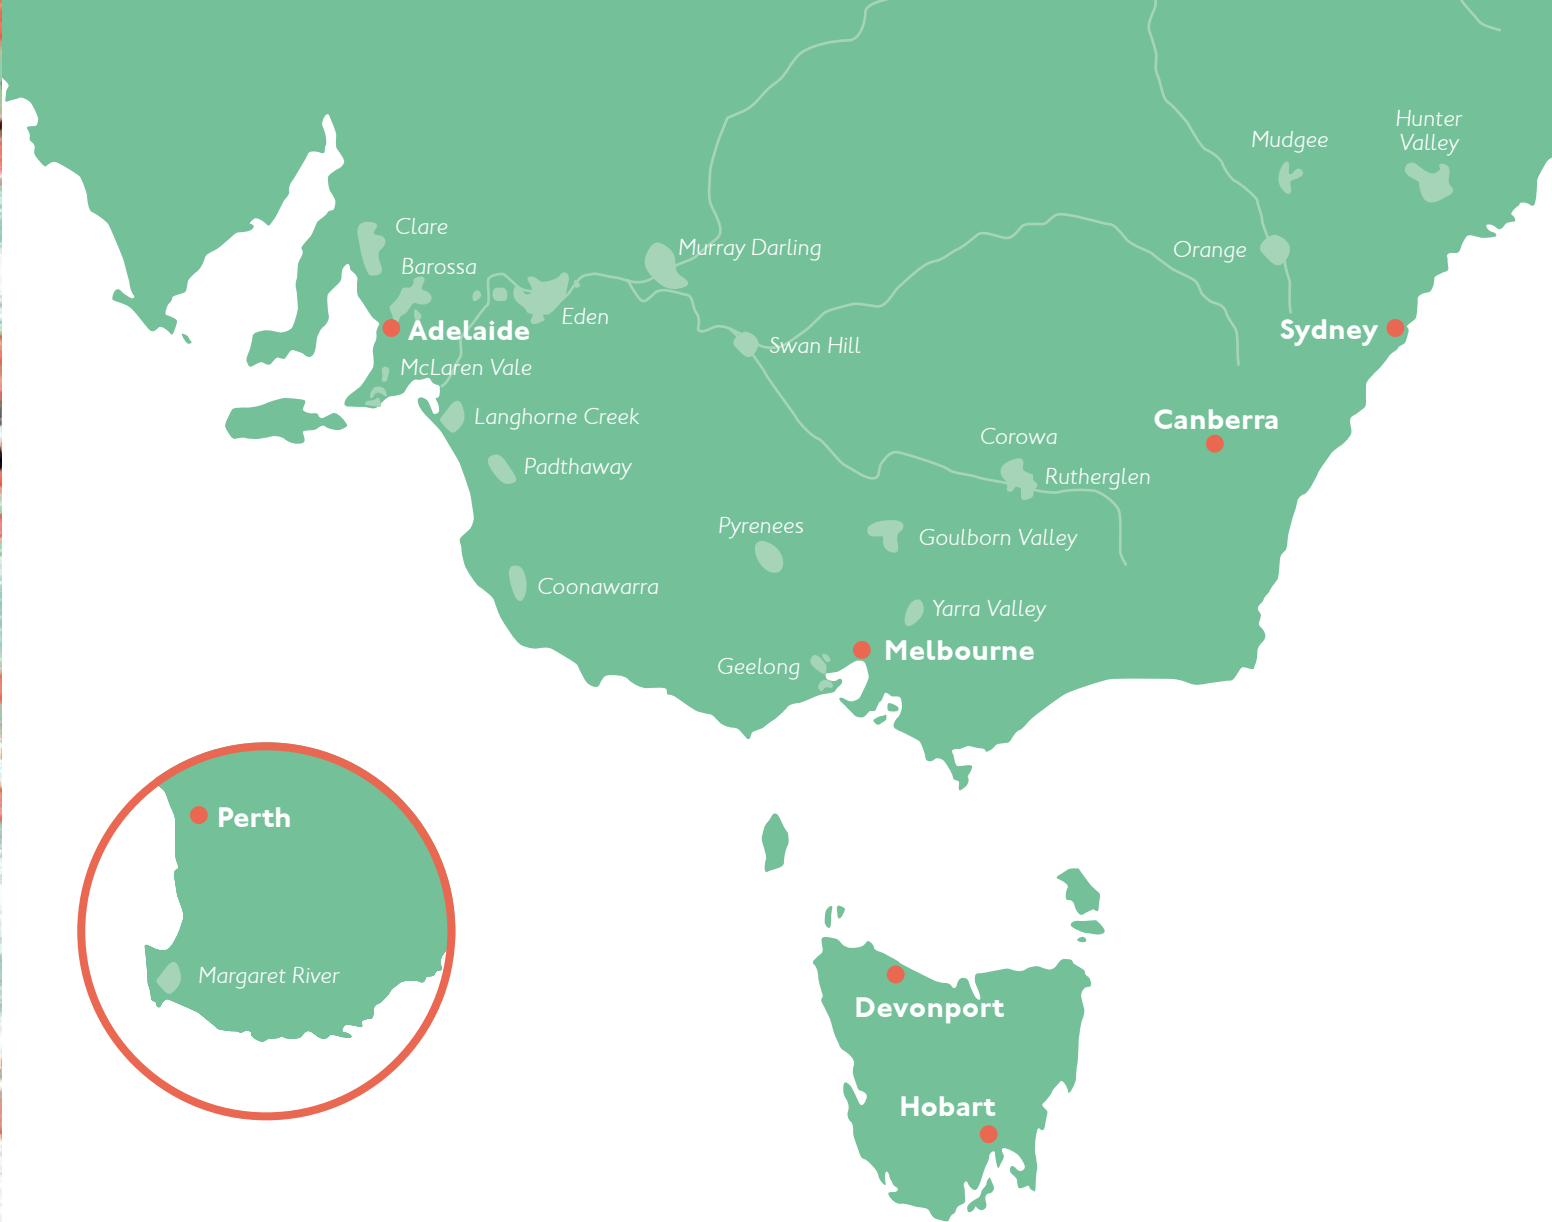 Hunter
Valley
Mudgee
Clare
Murray Darling
Orange
Barossa
Eden
Adelaide
Sydney
Swan Hill
McLaren Vale
Langhorne Creek
Canberra
Corowa
Padthaway
Rutherglen
Pyrenees
Goulborn Valley
Coonawarra
Yarra Valley
Melbourne
Geelong
Perth
Margaret River
Devonport
Hobart